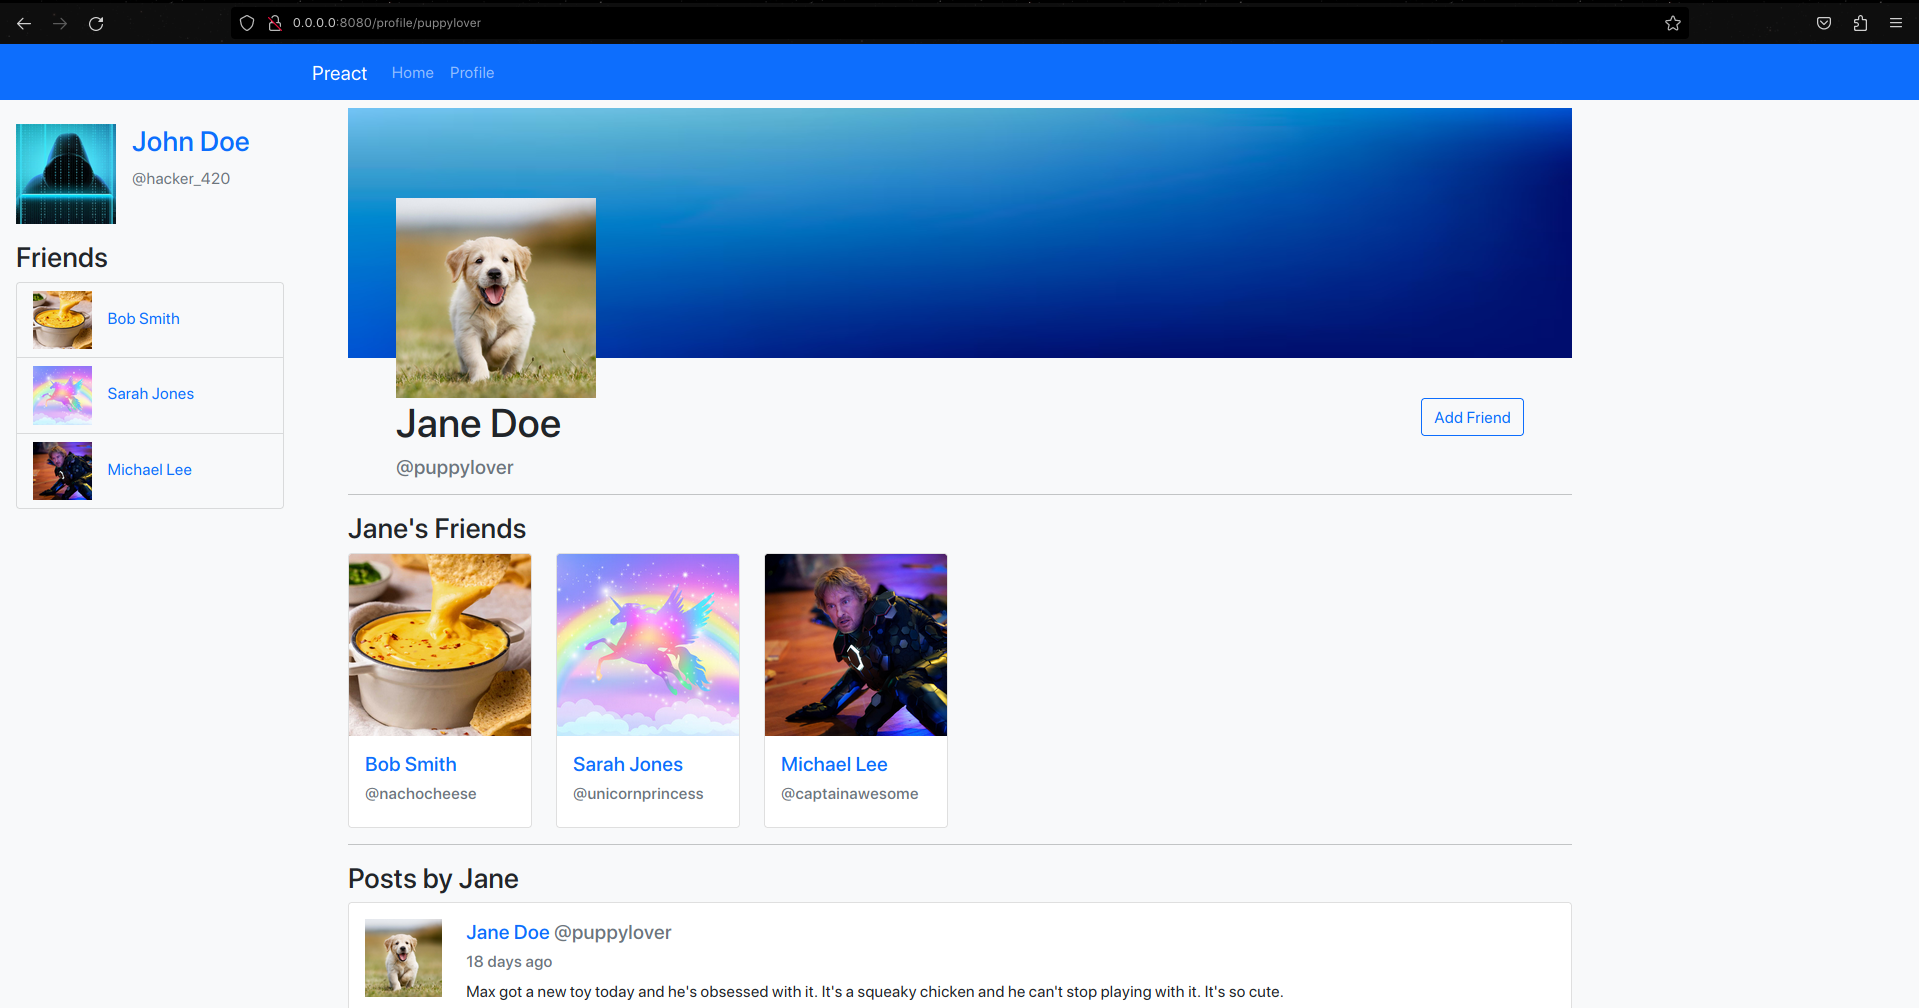 0.0.0.0:8080/profile/puppylover
Preact Home Profile
John Doe
@hacker_420
Friends
Bob Smith
Sarah Jones
Michael Lee
Jane Doe
@puppylover
Add Friend
Jane's Friends
Bob Smith
@nachocheese
Sarah Jones
@unicornprincess
Michael Lee
@captainawesome
Posts by Jane
Jane Doe @puppylover
18 days ago
Max got a new toy today and he's obsessed with it. It's a squeaky chicken and he can't stop playing with it. It's so cute.